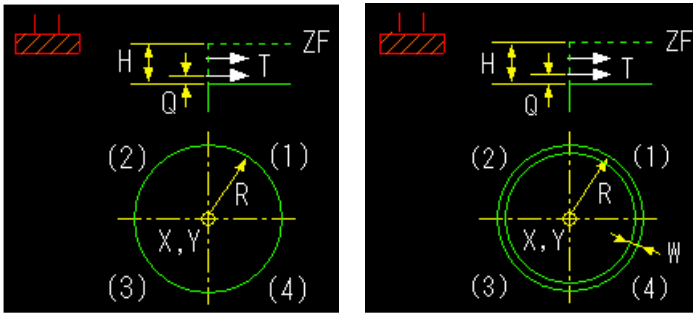 ZF
H
T
Q
(2)
(1)
R
X,Y
(3)
(4)
ZF
H
T
Q
(2)
(1)
R
X,Y
W
(3)
(4)